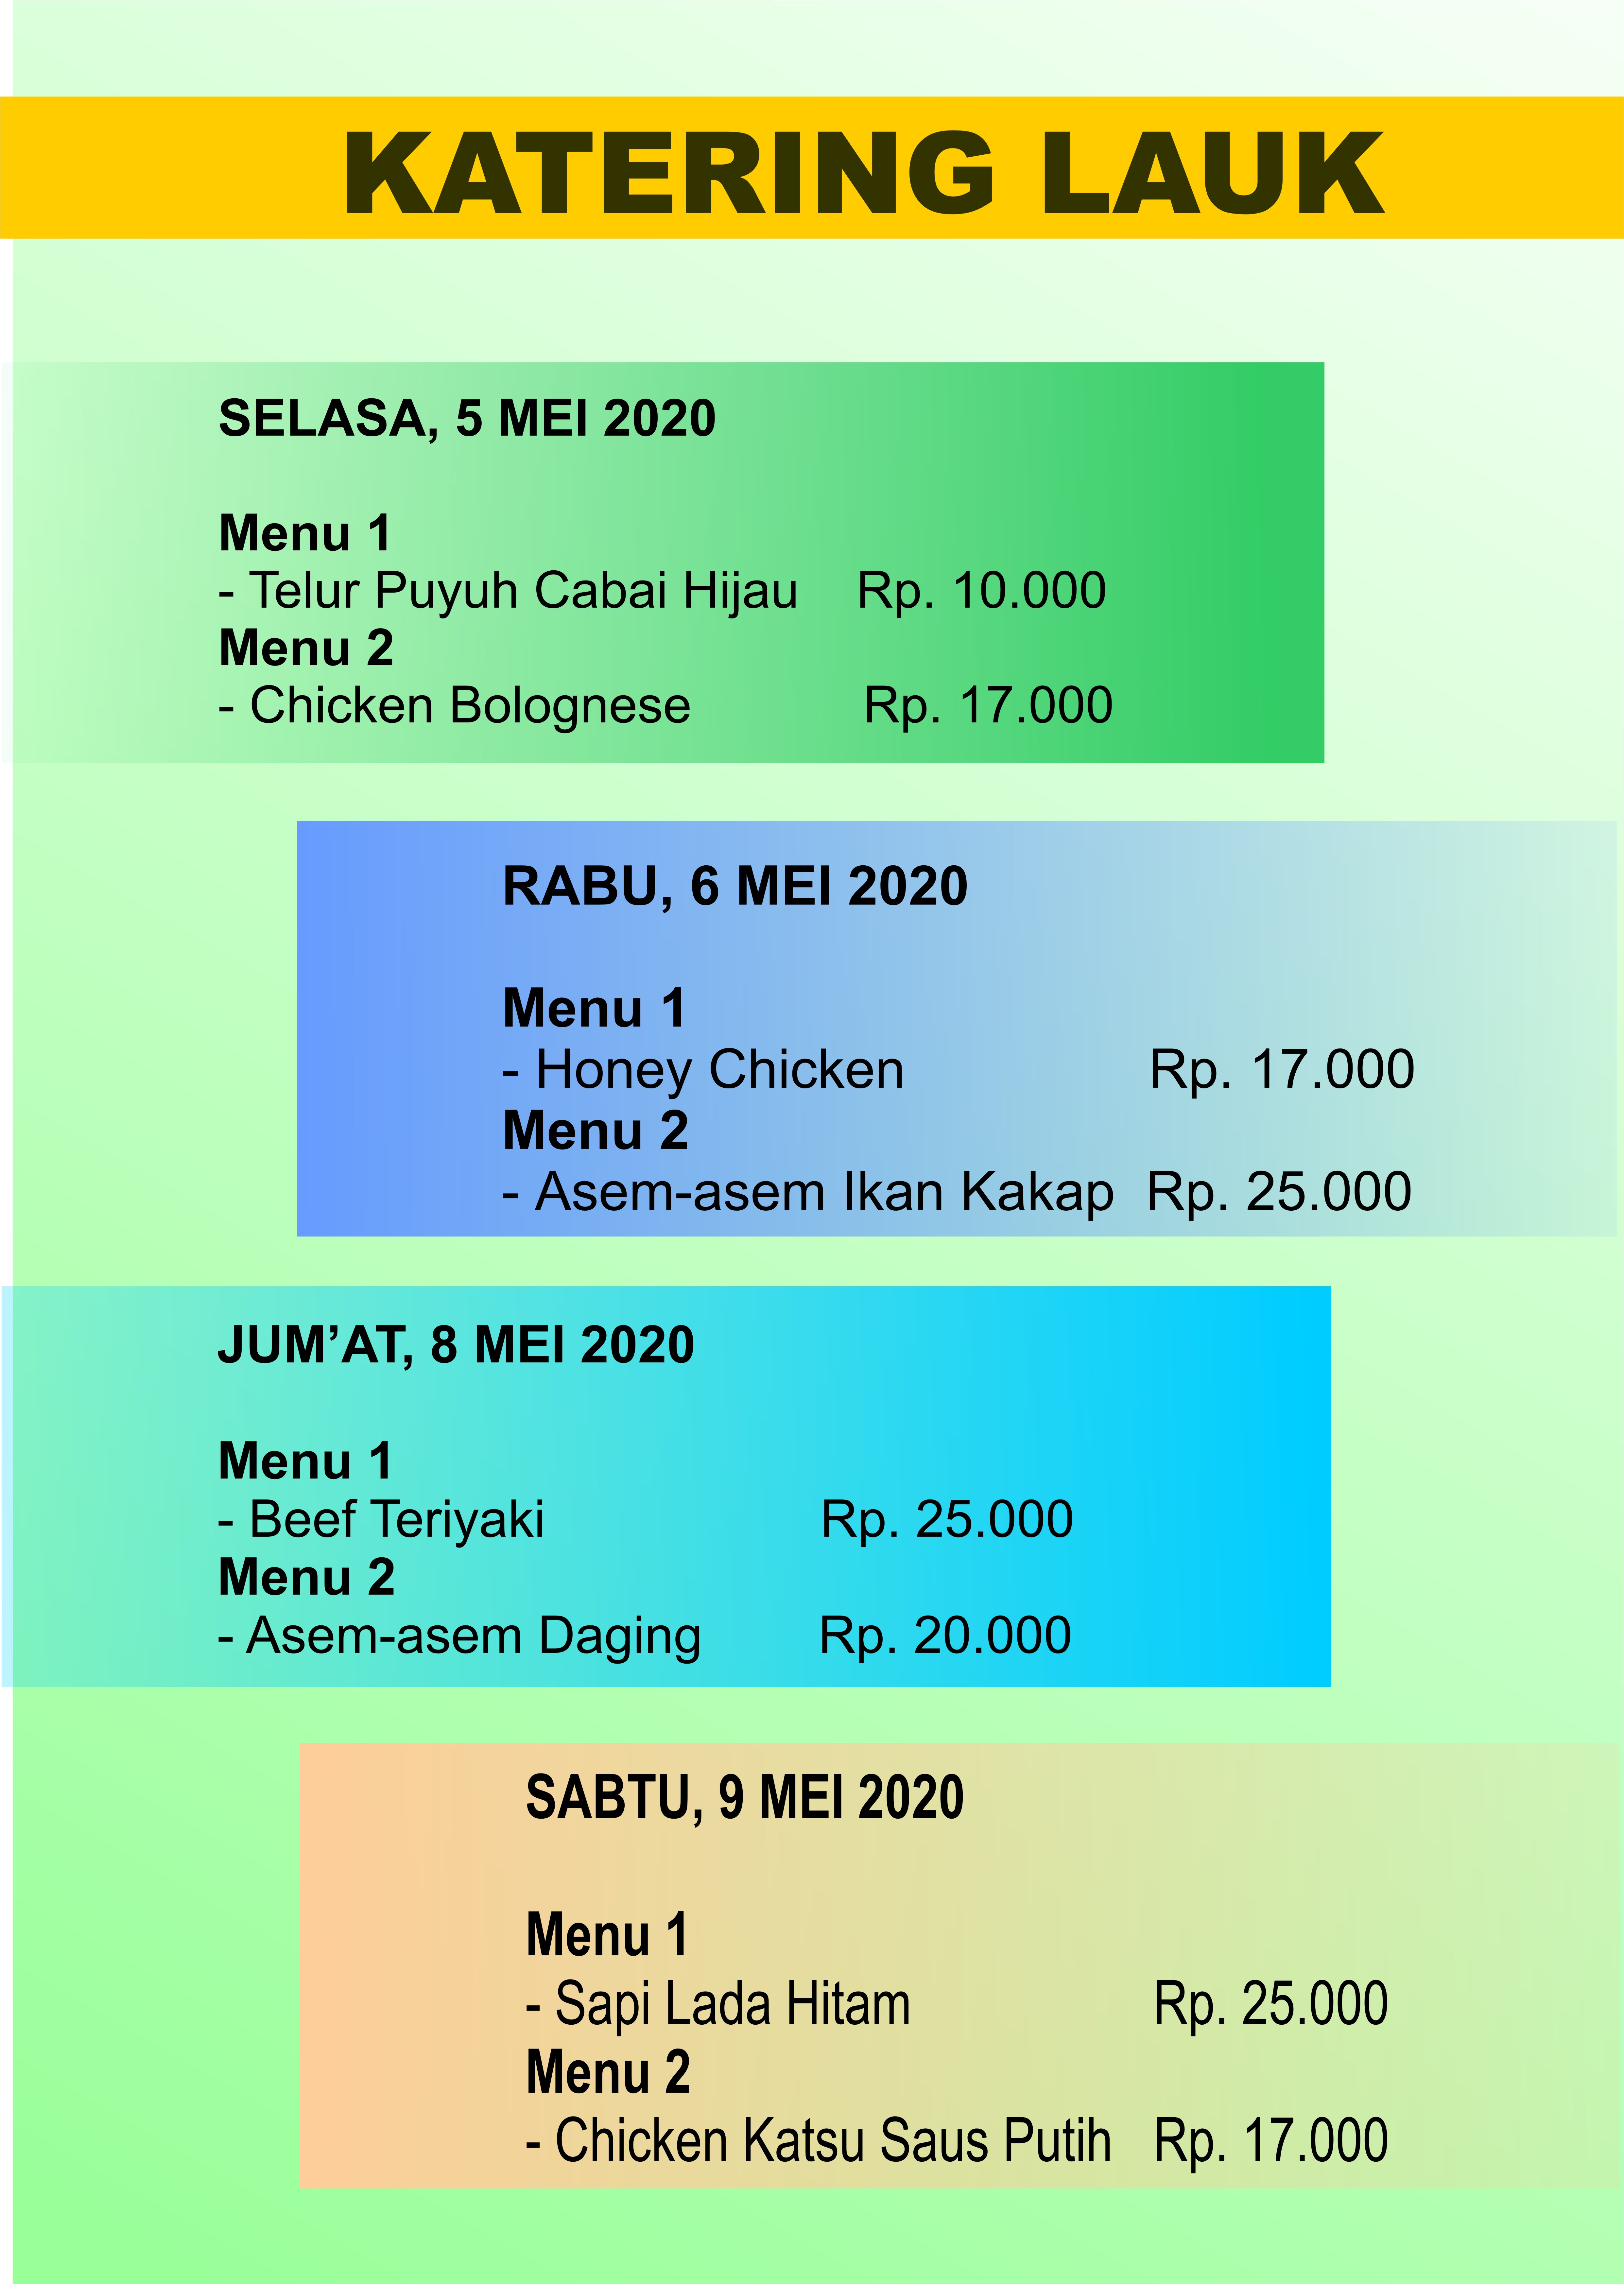 KATERING LAUK
SELASA, 5 MEI 2020
Menu 1
- Telur Puyuh Cabai Hijau Rp. 10.000
Menu 2
- Chicken Bolognese Rp. 17.000
RABU, 6 MEI 2020
Menu 1
- Honey Chicken Rp. 17.000
Menu 2
- Asem-asem Ikan Kakap Rp. 25.000
JUM’AT, 8 MEI 2020
Menu 1
- Beef Teriyaki Rp. 25.000
Menu 2
- Asem-asem Daging Rp. 20.000
SABTU, 9 MEI 2020
Menu 1
- Sapi Lada Hitam Rp. 25.000
Menu 2
- Chicken Katsu Saus Putih Rp. 17.000